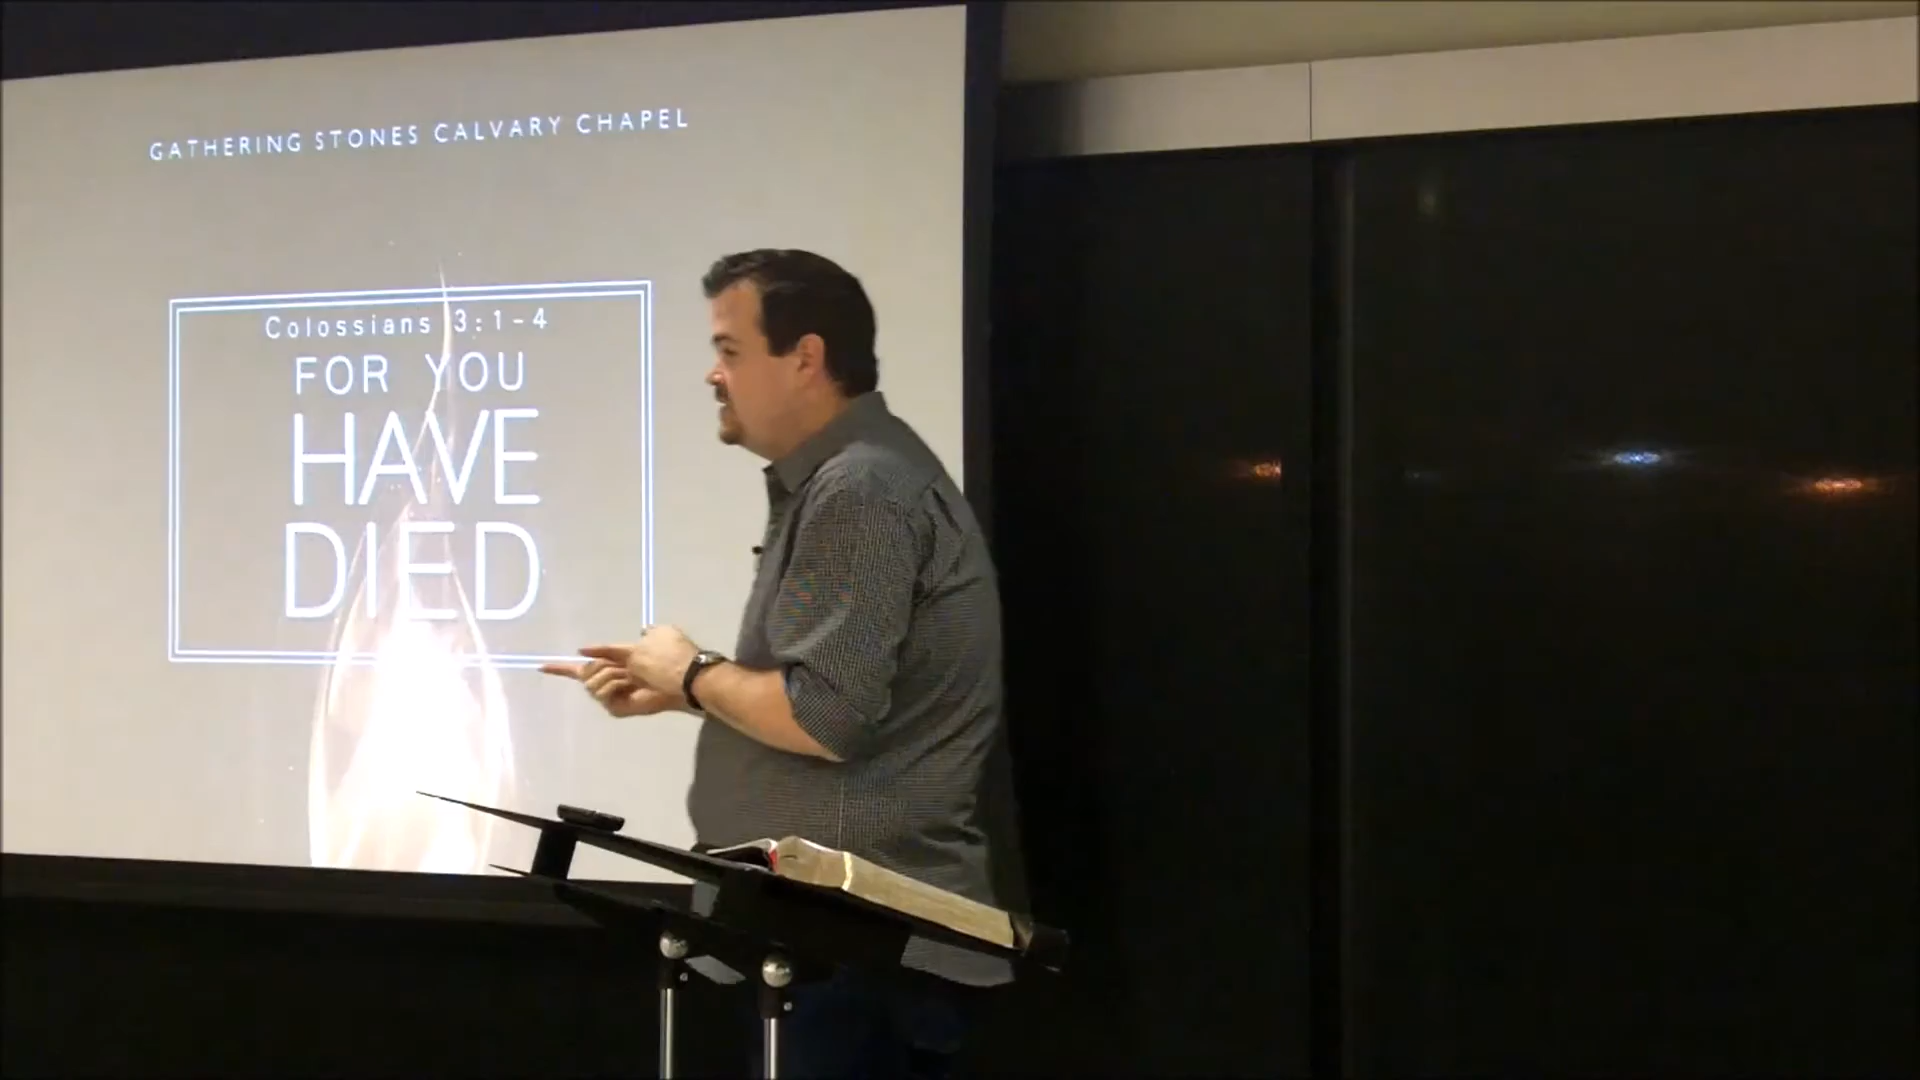 GATHERING STONES CALVARY CHAPEL
Colossians 3:1-4
FOR YOU
HAVE
DIED